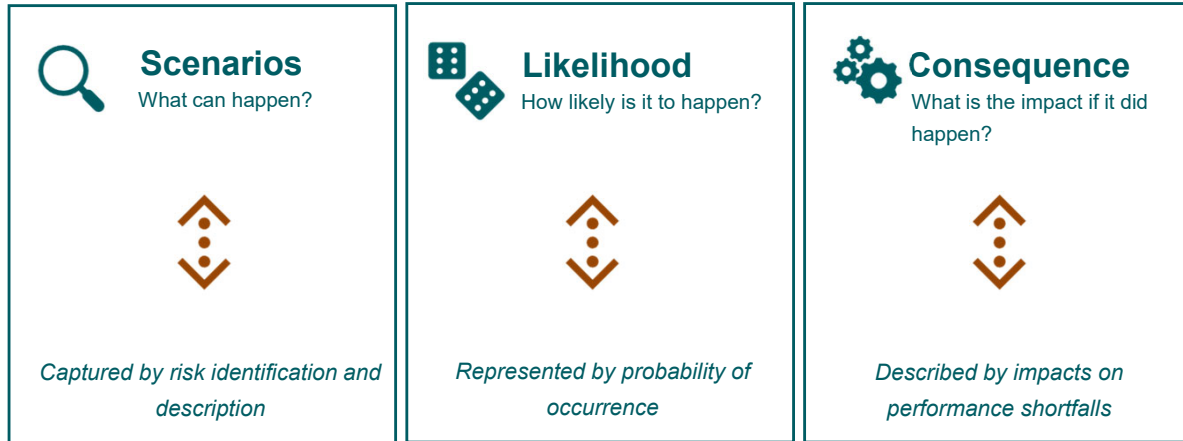 Scenarios
What can happen?
Captured by risk identification and
description
Likelihood
How likely is it to happen?
Represented by probability of
occurrence
Consequence
What is the impact if it did
happen?
Described by impacts on
performance shortfalls